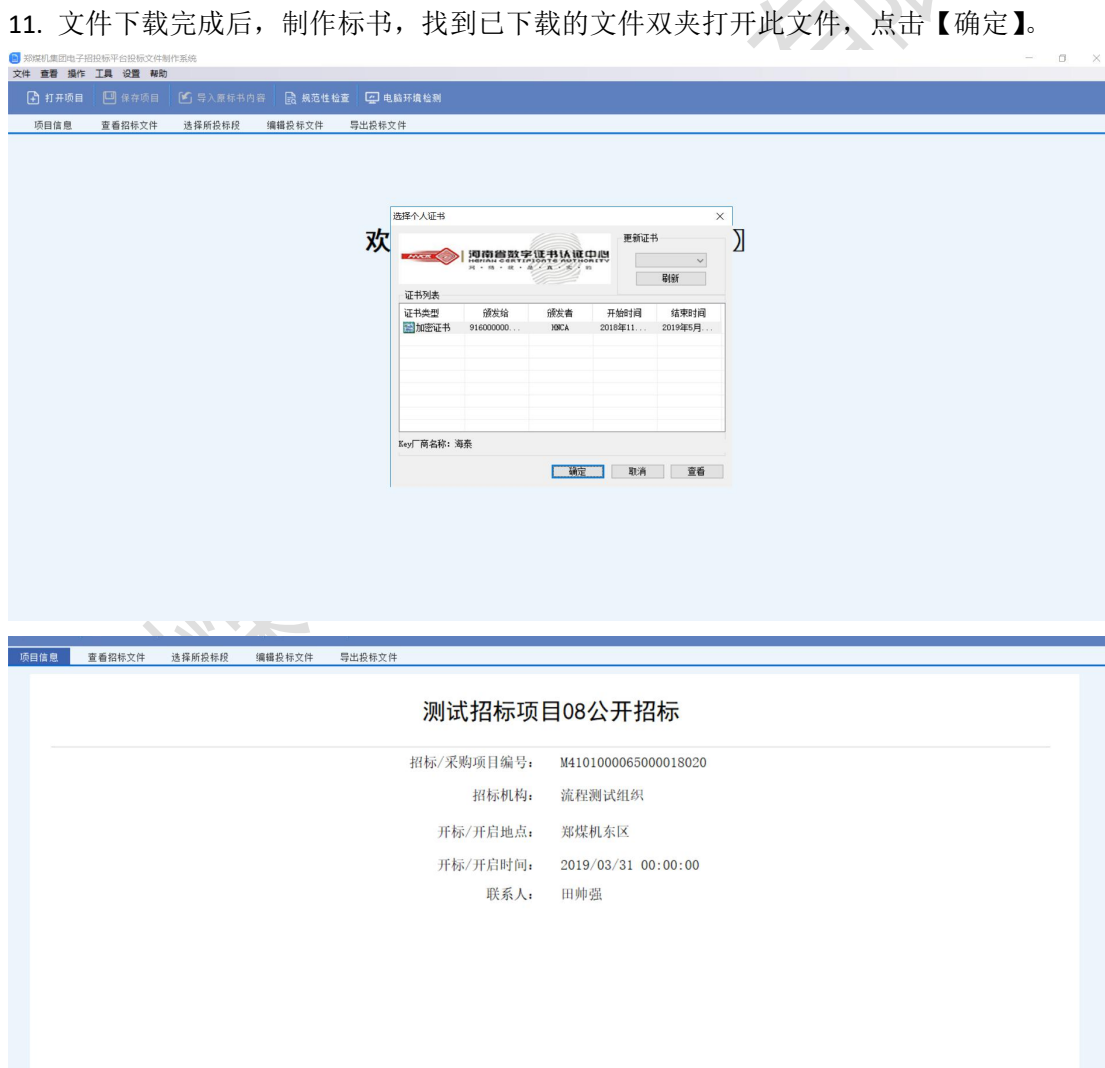 11. 文件下载完成后，制作标书，找到已下载的文件双夹打开此文件，点击【确定】。
郑煤机集团电子招投标平台投标文件制作系统
文件 查看 操作 工具 设置 帮助
打开项目 保存项目 导入原标书内容 规范性检查 电脑环境检测
项目信息 查看招标文件 选择所投标段 编辑投标文件 导出投标文件
选择个人证书
欢
河南省数字证书认证中心
HENAN CERTIFICATE AUTHORITY
更新证书
刷新
证书列表
证书类型 颁发给 颁发者 开始时间 结束时间
加密证书 916000000... HNCA 2018年11... 2019年5月...
Key厂商名称：海泰
确定 取消 查看
项目信息 查看招标文件 选择所投标段 编辑投标文件 导出投标文件
测试招标项目08公开招标
招标/采购项目编号： M4101000065000018020
招标机构： 流程测试组织
开标/开启地点： 郑煤机东区
开标/开启时间： 2019/03/31 00:00:00
联系人： 田帅强